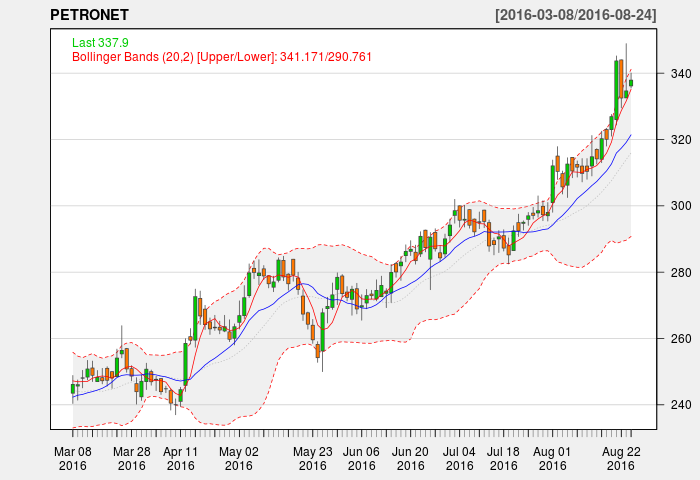 PETRONET [2016-03-08/2016-08-24]
Last 337.9
Bollinger Bands (20,2) [Upper/Lower]: 341.171/290.761
340
320
300
280
260
240
Mar 08 Mar 28 Apr 11 May 02 May 23 Jun 06 Jun 20 Jul 04 Jul 18 Aug 01 Aug 22
2016 2016 2016 2016 2016 2016 2016 2016 2016 2016 2016